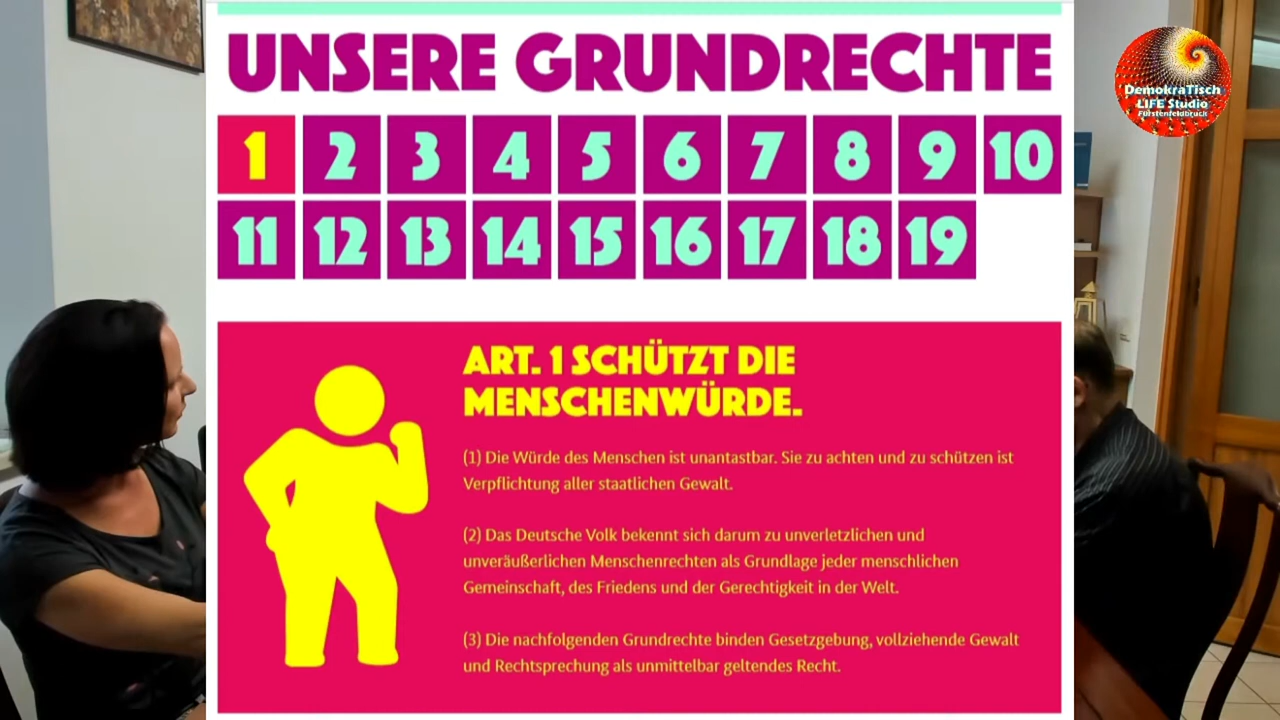 UNSERE GRUNDRECHTE
DemokraTisch
LIFE Studio
Fürstenfeldbruck
1 2 3 4 5 6 7 8 9 10
11 12 13 14 15 16 17 18 19
ART. 1 SCHÜTZT DIE
MENSCHENWÜRDE.
(1) Die Würde des Menschen ist unantastbar. Sie zu achten und zu schützen ist
Verpflichtung aller staatlichen Gewalt.
(2) Das Deutsche Volk bekennt sich darum zu unverletzlichen und
unveräußerlichen Menschenrechten als Grundlage jeder menschlichen
Gemeinschaft, des Friedens und der Gerechtigkeit in der Welt.
(3) Die nachfolgenden Grundrechte binden Gesetzgebung, vollziehende Gewalt
und Rechtsprechung als unmittelbar geltendes Recht.